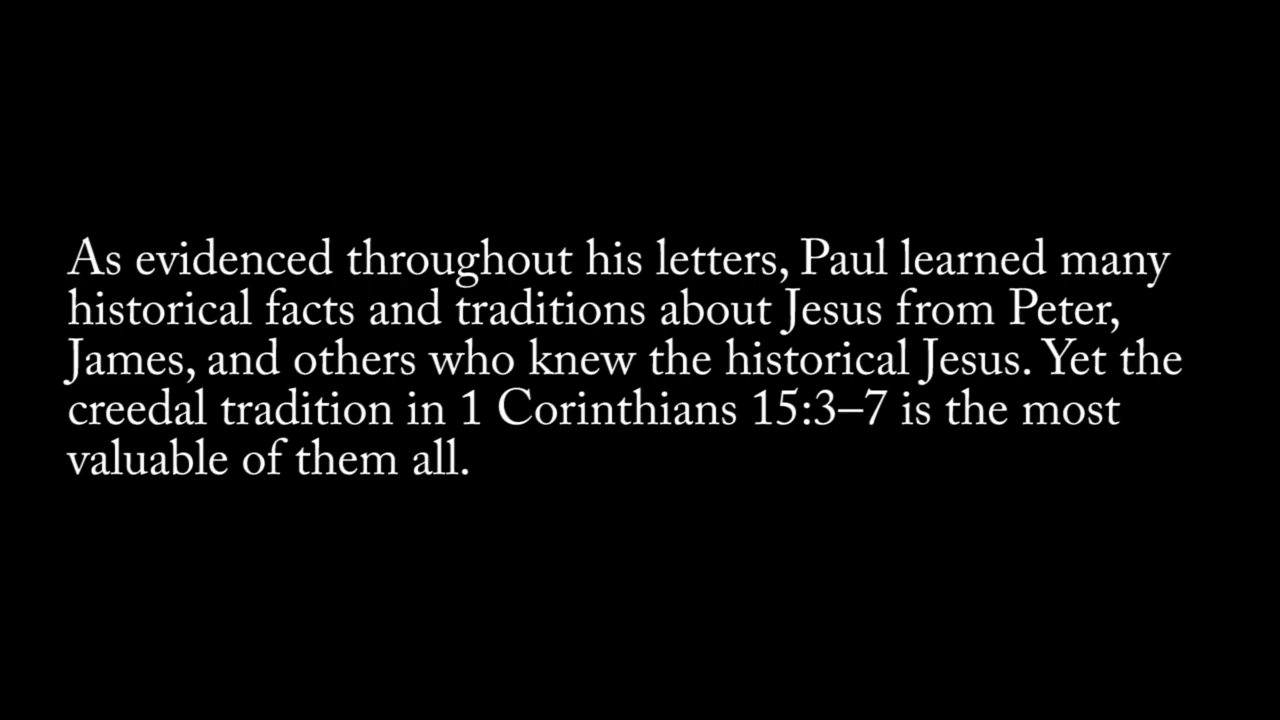 As evidenced throughout his letters, Paul learned many
historical facts and traditions about Jesus from Peter,
James, and others who knew the historical Jesus. Yet the
creedal tradition in 1 Corinthians 15:3–7 is the most
valuable of them all.